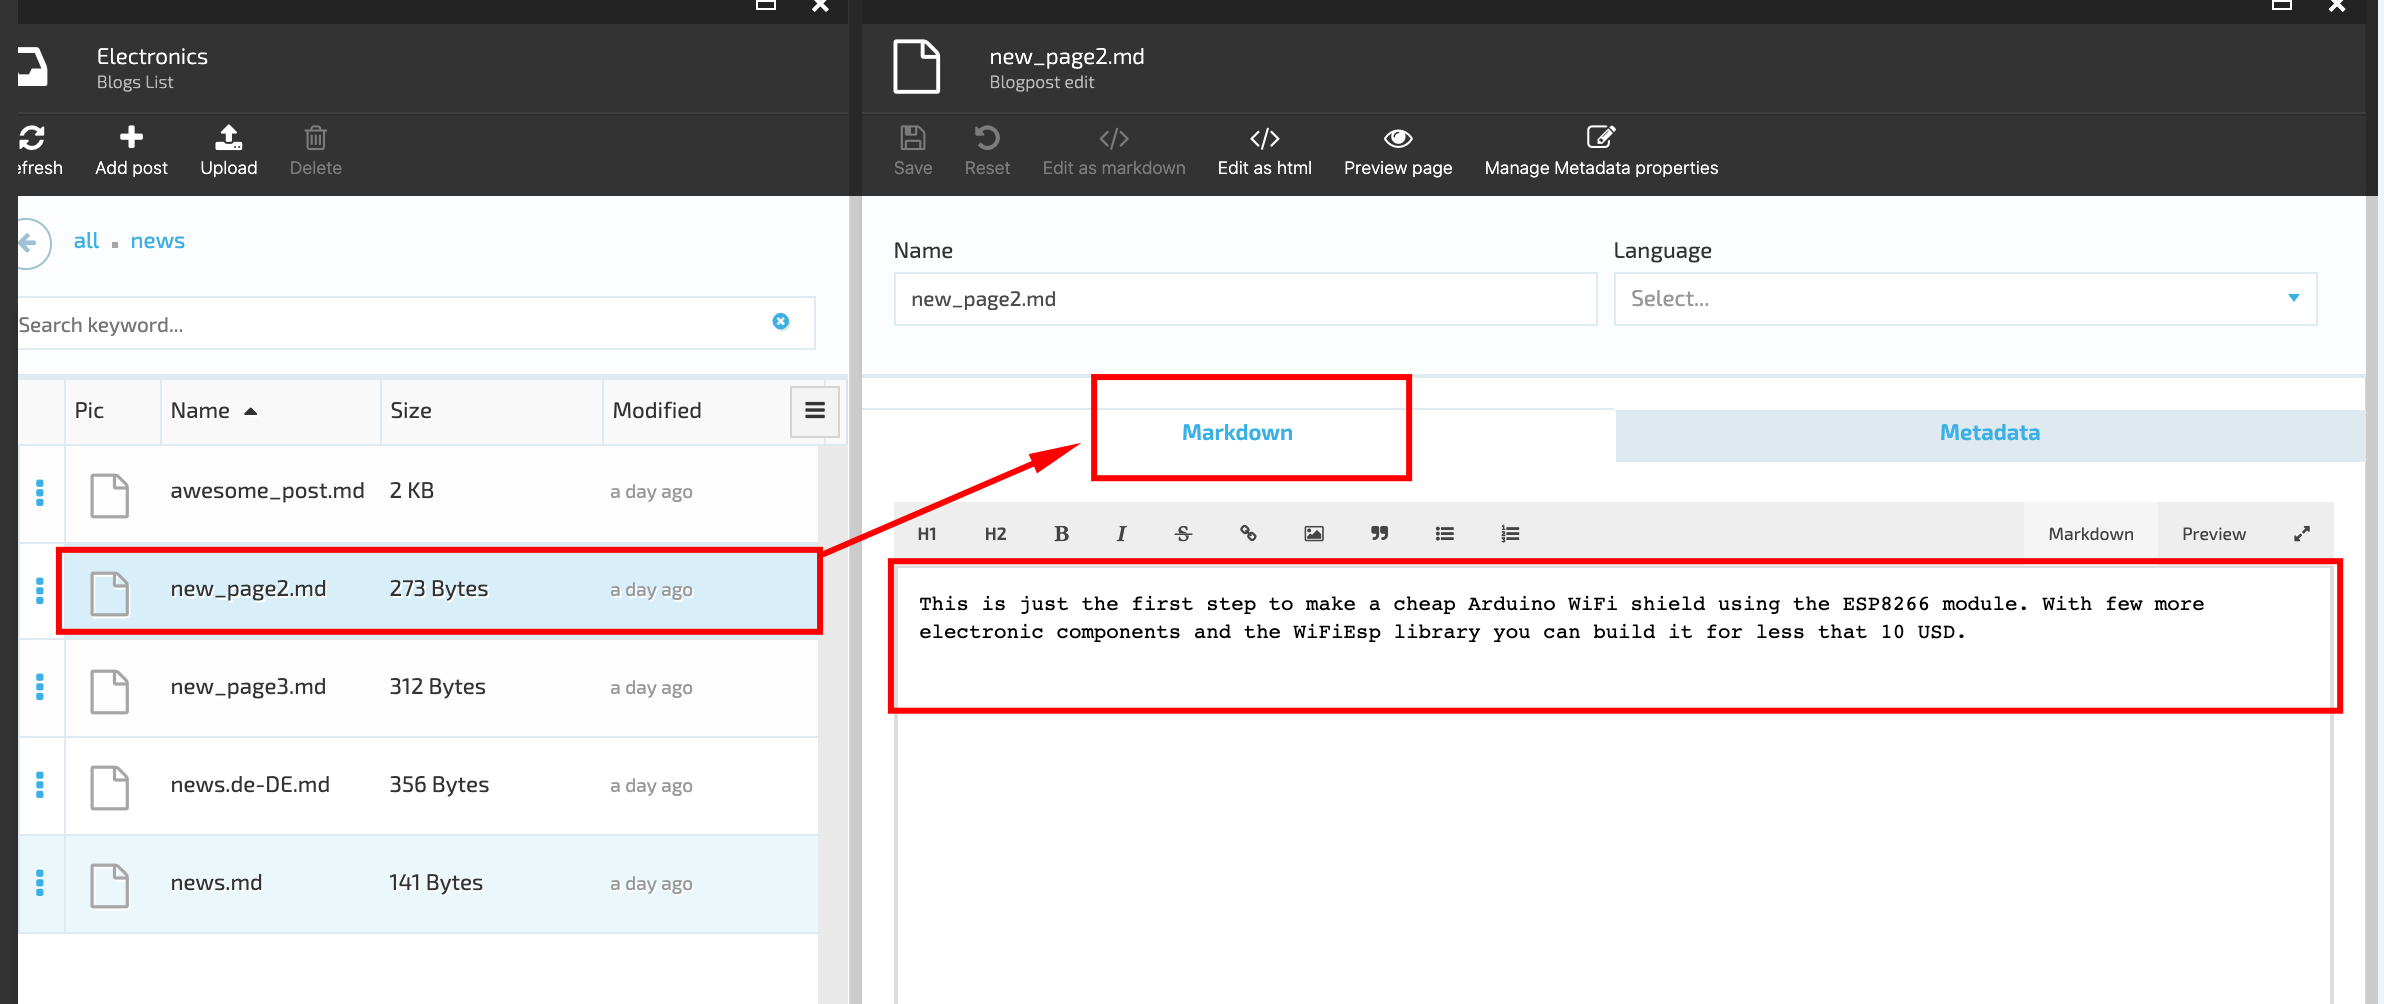 Electronics
Blogs List
efresh
Add post
Upload
Delete
all . news
Search keyword...
Pic
Name
Size
Modified
awesome_post.md
2 KB
a day ago
new_page2.md
273 Bytes
a day ago
new_page3.md
312 Bytes
a day ago
news.de-DE.md
356 Bytes
a day ago
news.md
141 Bytes
a day ago
new_page2.md
Blogpost edit
Save
Reset
Edit as markdown
Edit as html
Preview page
Manage Metadata properties
Name
Language
new_page2.md
Select...
Markdown
Metadata
H1
H2
B
I
S
Markdown
Preview
This is just the first step to make a cheap Arduino WiFi shield using the ESP8266 module. With few more
electronic components and the WiFiEsp library you can build it for less that 10 USD.